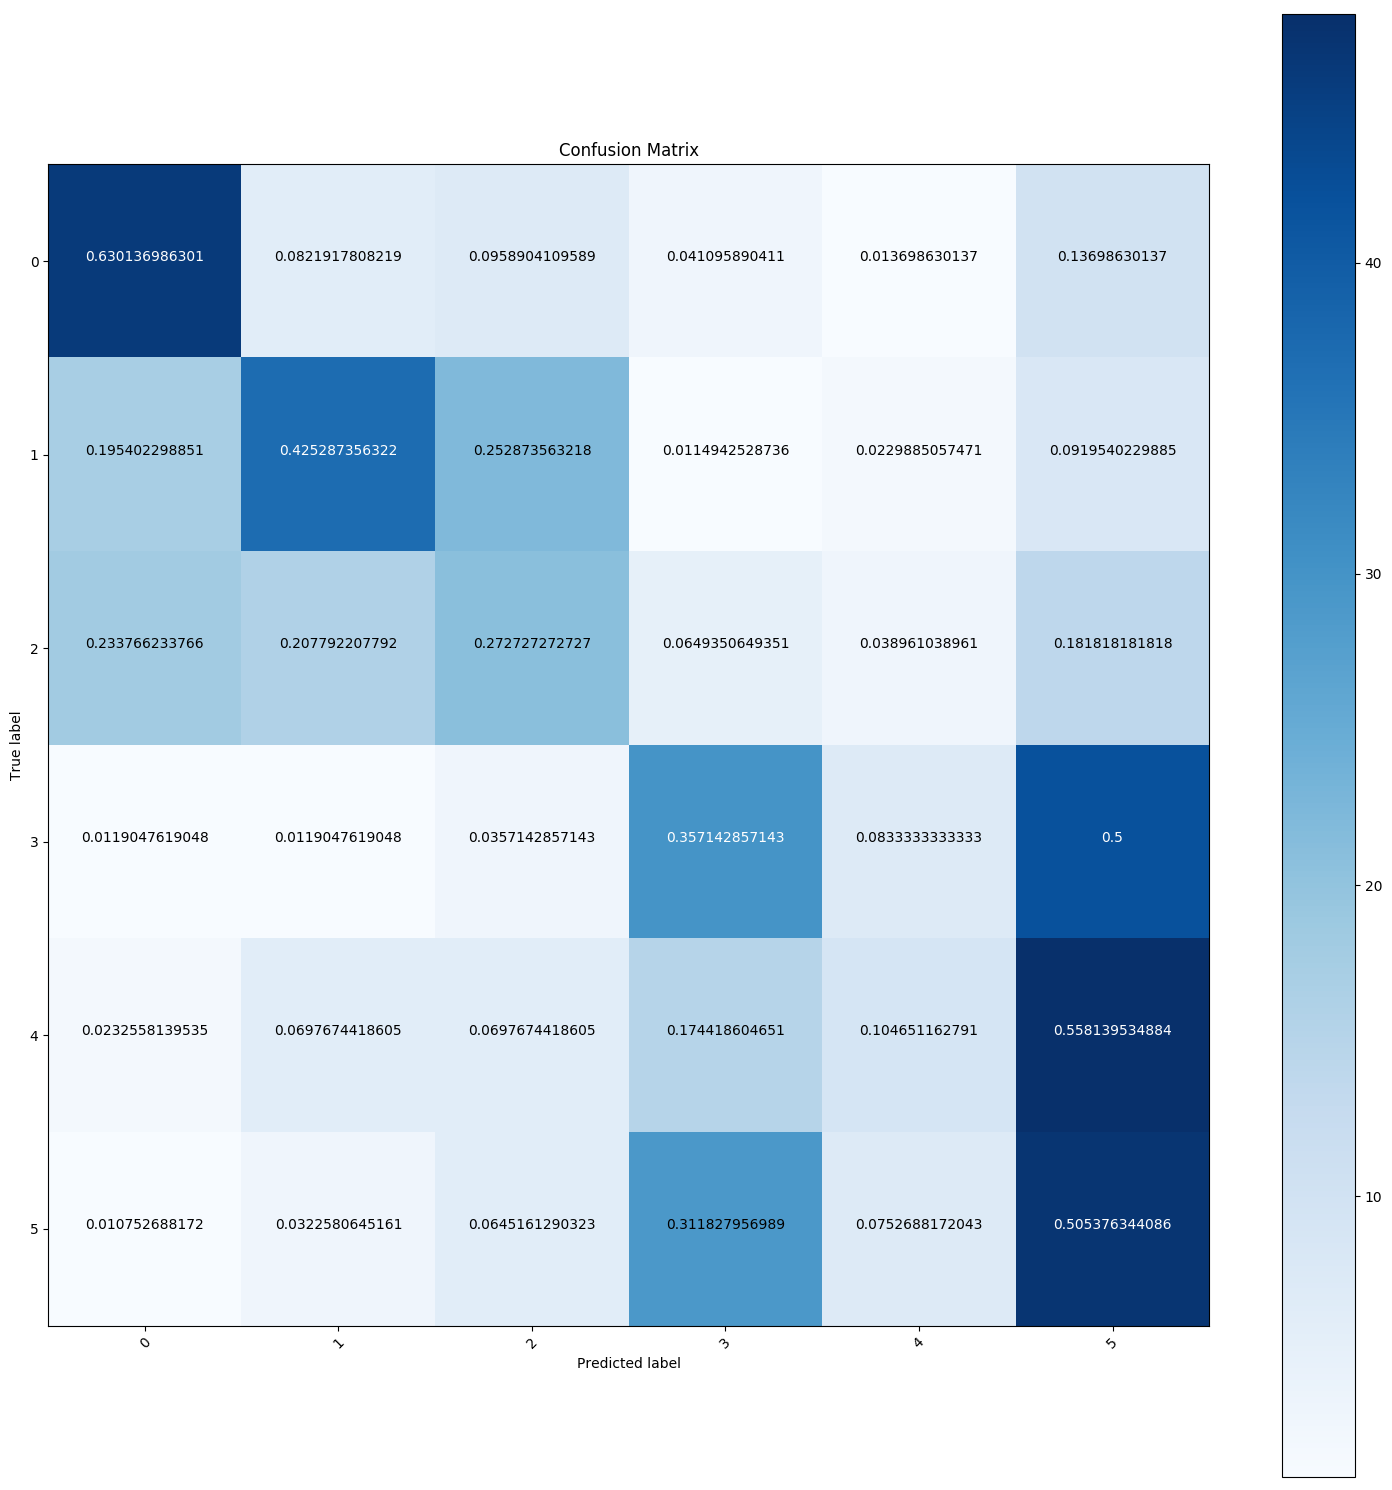 Confusion Matrix
0 0.630136986301 0.0821917808219 0.0958904109589 0.041095890411 0.013698630137 0.13698630137
1 0.195402298851 0.425287356322 0.252873563218 0.0114942528736 0.0229885057471 0.0919540229885
2 0.233766233766 0.207792207792 0.272727272727 0.0649350649351 0.038961038961 0.181818181818
3 0.0119047619048 0.0119047619048 0.0357142857143 0.357142857143 0.0833333333333 0.5
4 0.0232558139535 0.0697674418605 0.0697674418605 0.174418604651 0.104651162791 0.558139534884
5 0.010752688172 0.0322580645161 0.0645161290323 0.311827956989 0.0752688172043 0.505376344086
True label
0 1 2 3 4 5
Predicted label
40
30
20
10